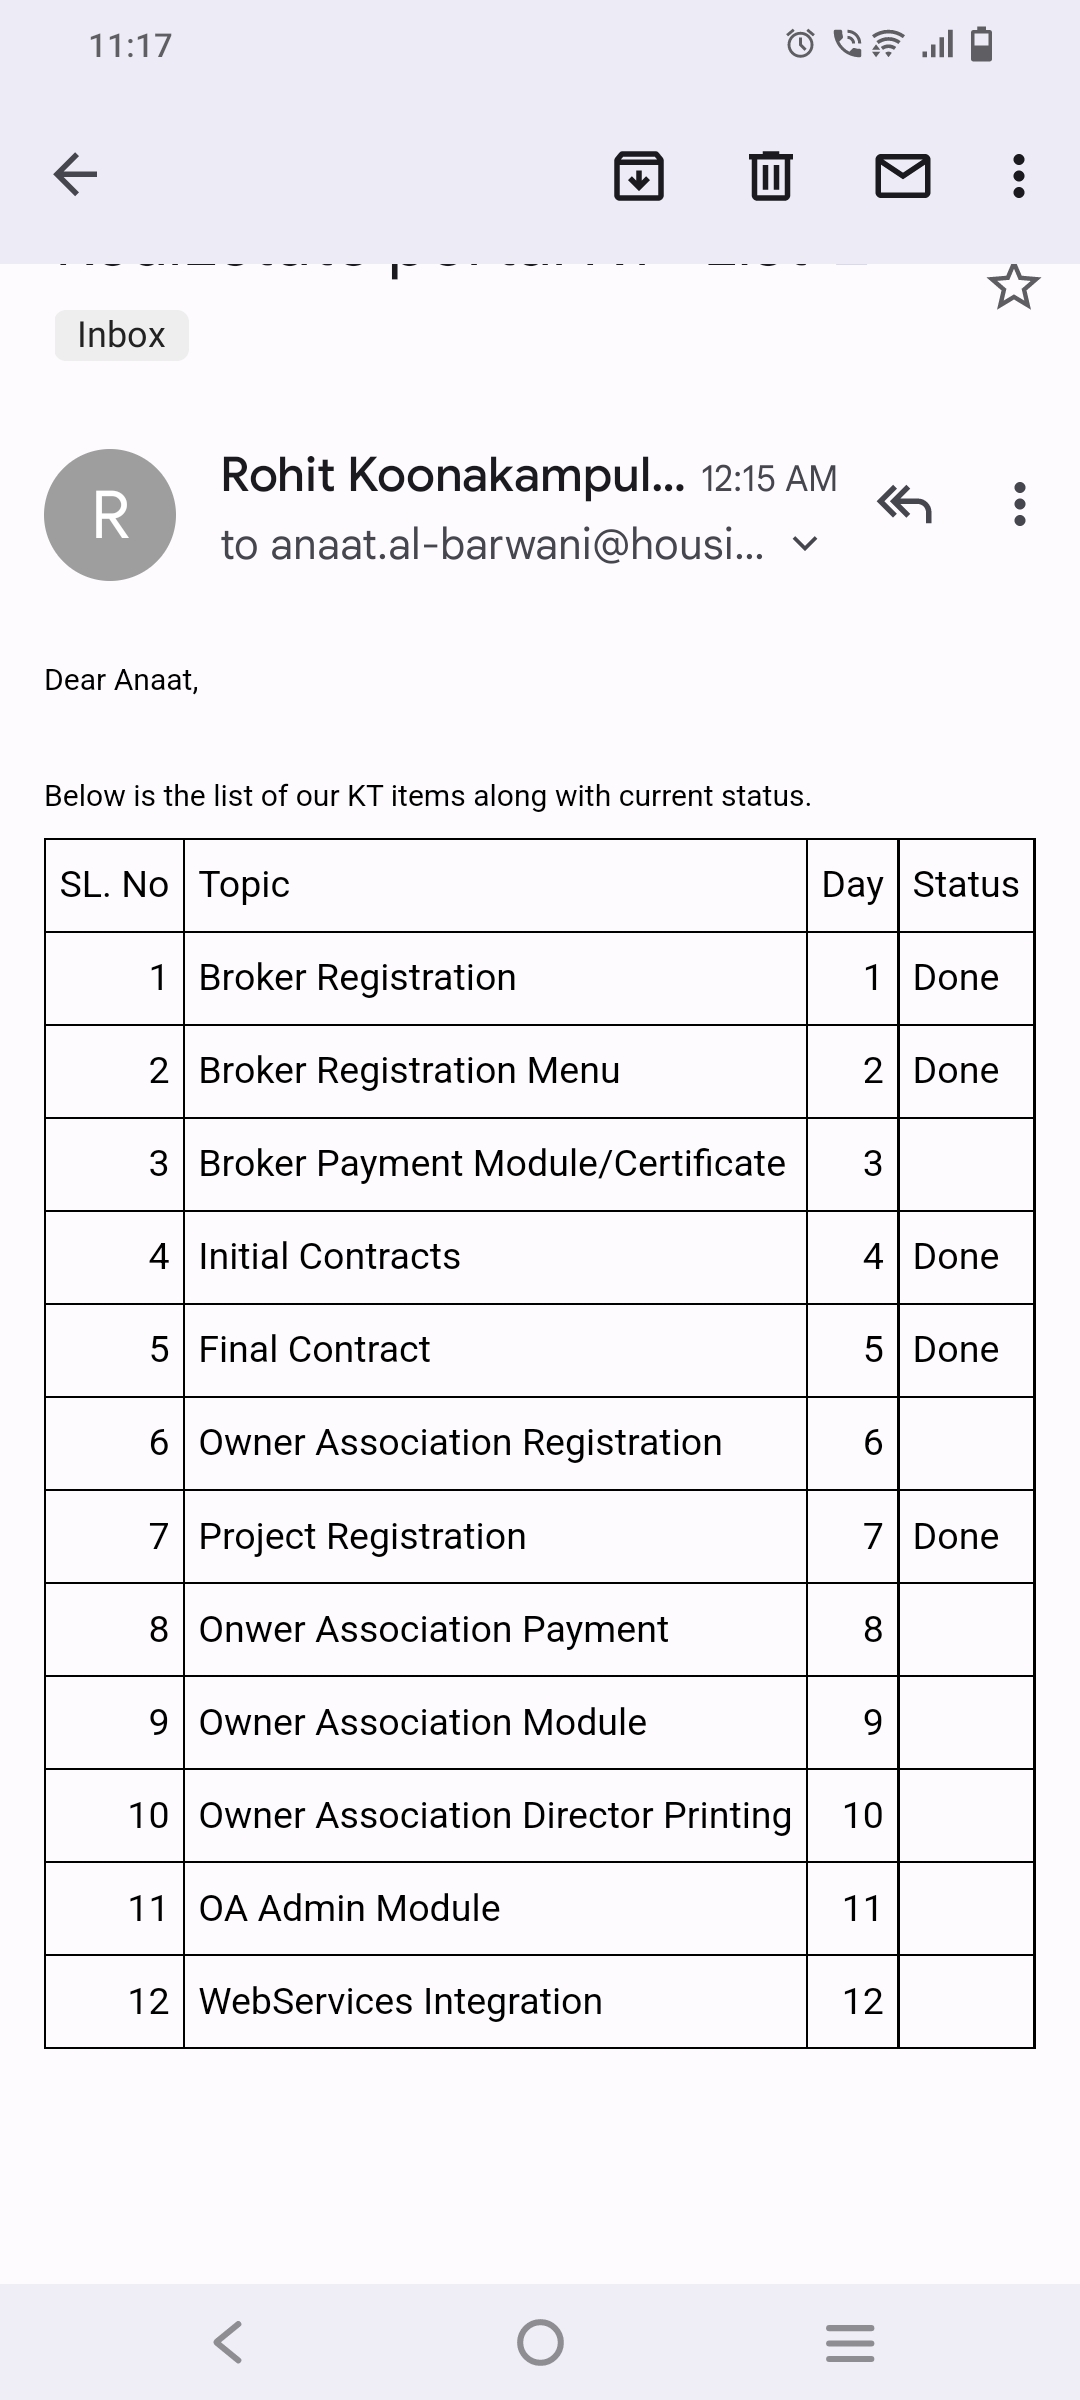 11:17
Inbox
R
Rohit Koonakampul... 12:15 AM
to anaat.al-barwani@housi...
Dear Anaat,
Below is the list of our KT items along with current status.
SL. No Topic Day Status
1 Broker Registration 1 Done
2 Broker Registration Menu 2 Done
3 Broker Payment Module/Certificate 3
4 Initial Contracts 4 Done
5 Final Contract 5 Done
6 Owner Association Registration 6
7 Project Registration 7 Done
8 Onwer Association Payment 8
9 Owner Association Module 9
10 Owner Association Director Printing 10
11 OA Admin Module 11
12 WebServices Integration 12